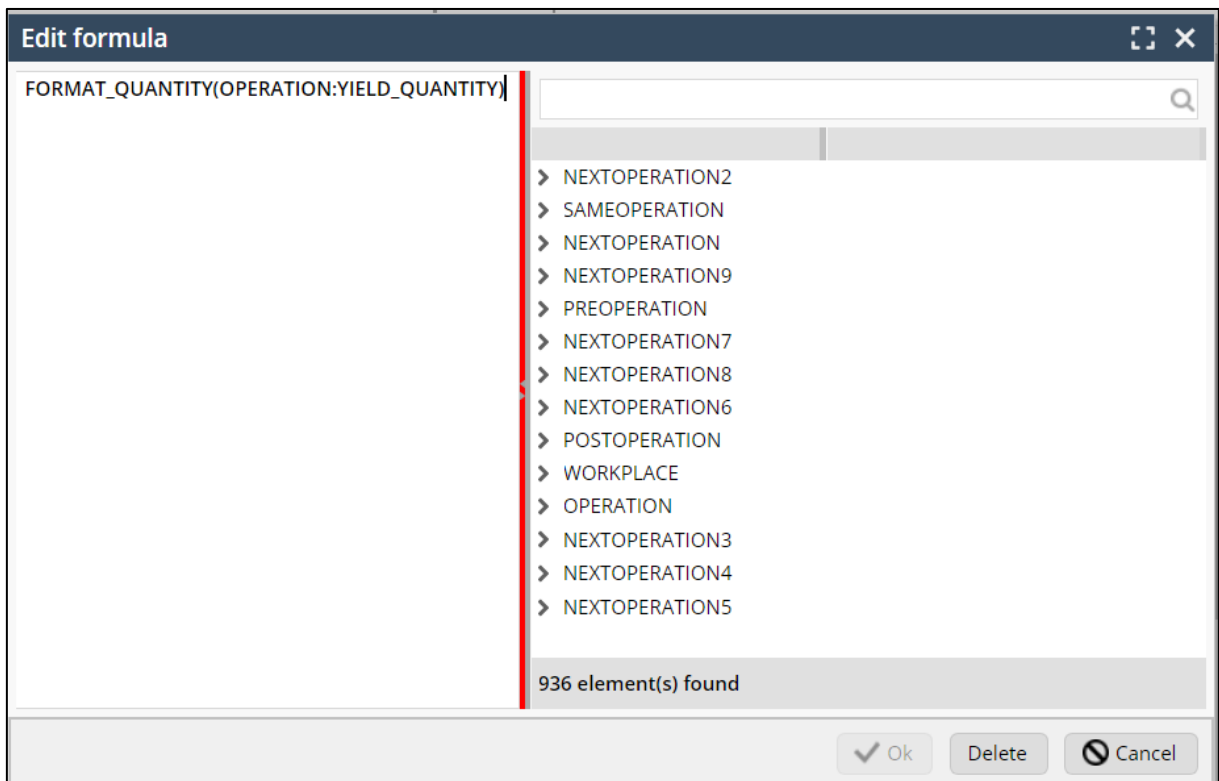 Edit formula
FORMAT_QUANTITY(OPERATION:YIELD_QUANTITY)
NEXTOPERATION2
SAMEOPERATION
NEXTOPERATION
NEXTOPERATION9
PREOPERATION
NEXTOPERATION7
NEXTOPERATION8
NEXTOPERATION6
POSTOPERATION
WORKPLACE
OPERATION
NEXTOPERATION3
NEXTOPERATION4
NEXTOPERATION5
936 element(s) found
Ok Delete Cancel